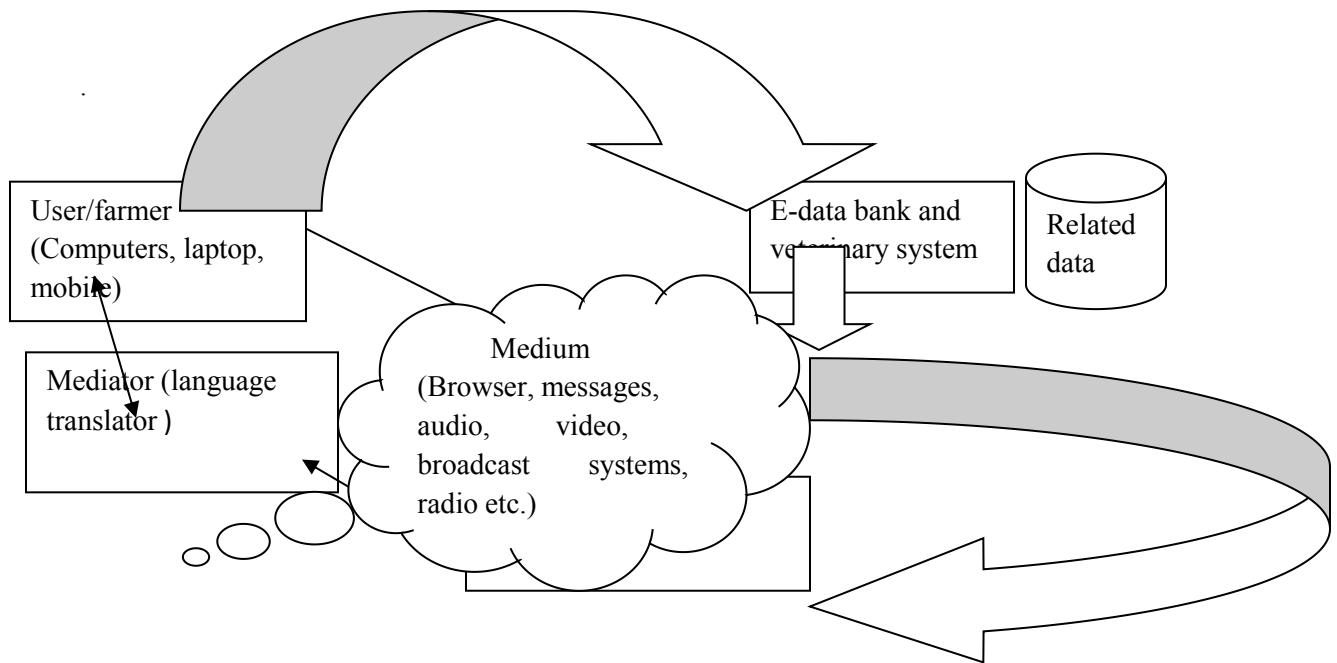 User/farmer
(Computers, laptop,
mobile)
E-data bank and
veterinary system
Related
data
Mediator (language
translator )
Medium
(Browser, messages,
audio, video,
broadcast systems,
radio etc.)